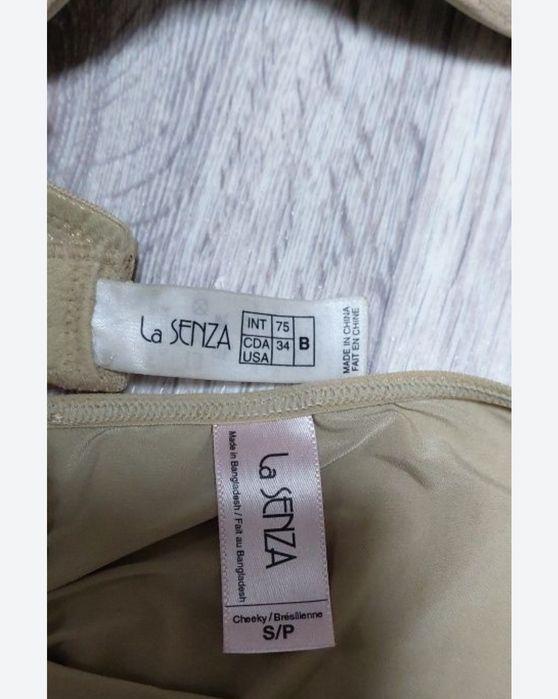 La SENZA
INT 75 B
CDA 34
USA
MADE IN CHINA
FAIT EN CHINE
La SENZA
Made in Bangladesh / Fait au Bangladesh
Cheeky / Brésilienne
S/P